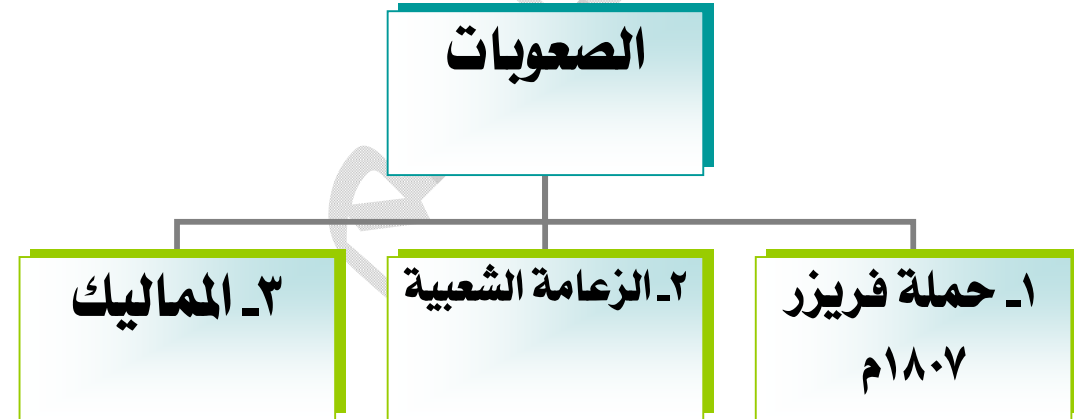 الصعوبات
١ـ حملة فريزر
١٨٠٧م
٢ـ الزعامة الشعبية
٣ـ المماليك